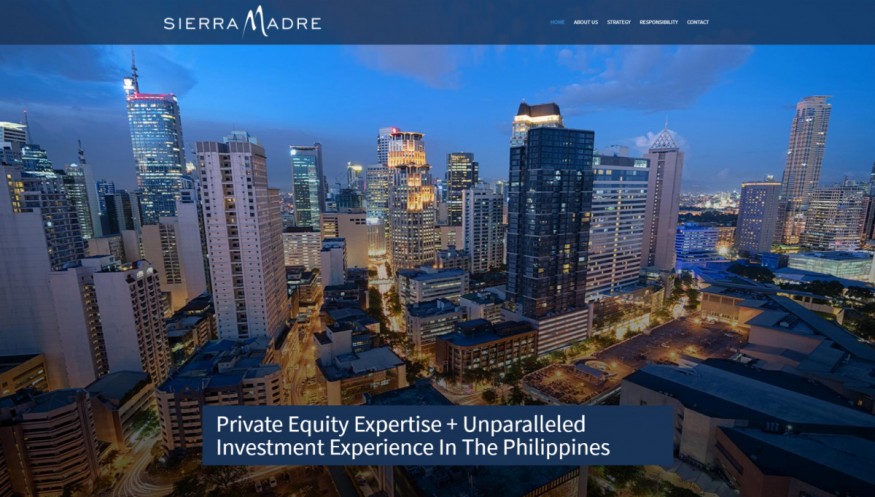 SIERRA MADRE
HOME ABOUT US STRATEGY RESPONSIBILITY CONTACT
Private Equity Expertise + Unparalleled
Investment Experience In The Philippines